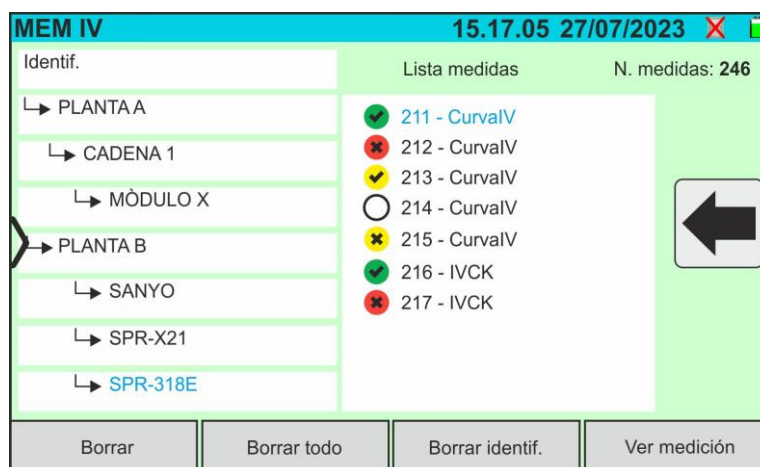 MEM IV 15.17.05 27/07/2023
Identif.
PLANTA A
CADENA 1
MÒDULO X
PLANTA B
SANYO
SPR-X21
SPR-318E
Lista medidas N. medidas: 246
211 - CurvaIV
212 - CurvaIV
213 - CurvaIV
214 - CurvaIV
215 - CurvaIV
216 - IVCK
217 - IVCK
Borrar Borrar todo Borrar identif. Ver medición